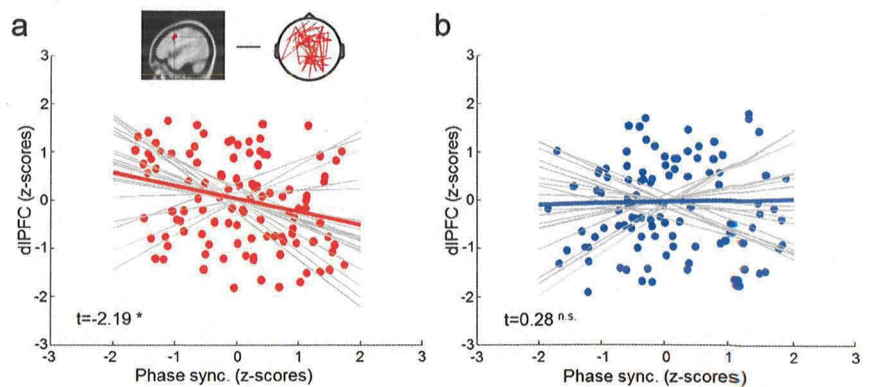 a
b
3
2
1
0
-1
-2
-3
dlPFC (z-scores)
t=-2.19 *
-3 -2 -1 0 1 2 3
Phase sync. (z-scores)
3
2
1
0
-1
-2
-3
dlPFC (z-scores)
t=0.28 n.s.
-3 -2 -1 0 1 2 3
Phase sync. (z-scores)